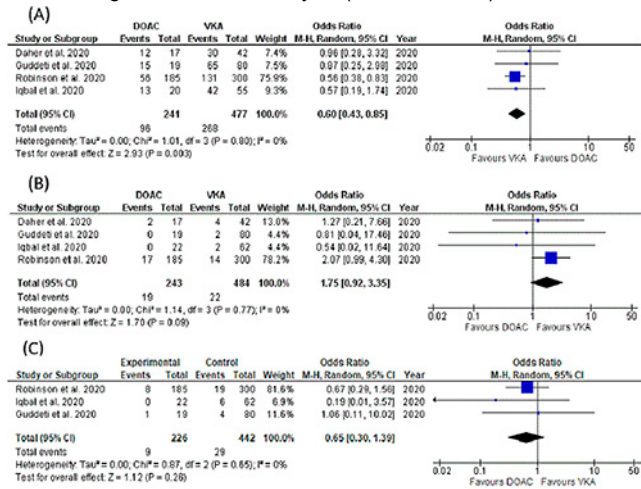 (A)
DOAC VKA Odds Ratio Odds Ratio
Study or Subgroup Events Total Events Total Weight M-H, Random, 95% CI Year M-H, Random, 95% CI
Daher et al. 2020 12 17 30 42 7.4% 0.96 [0.28, 3.32] 2020
Guddeti et al. 2020 15 19 65 80 0.87 [0.25, 2.98] 2020
Robinson et al. 2020 56 185 131 300 75.9% 0.56 [0.38, 0.83] 2020
Iqbal et al. 2020 13 20 42 55 0.57 [0.19, 1.74] 2020
Total (95% CI) 241 477 100.0% 0.60 [0.43, 0.85]
Total events 96 268
Heterogeneity: Tau² = 0.00; Chi² = 1.01, df = 3 (P = 0.80); I² = 0%
Test for overall effect: Z = 2.93 (P = 0.003)
0.02 0.1 1 10 50
Favours VKA Favours DOAC
(B)
DOAC VKA Odds Ratio Odds Ratio
Study or Subgroup Events Total Events Total Weight M-H, Random, 95% CI Year M-H, Random, 95% CI
Daher et al. 2020 2 17 4 42 13.0% 1.27 [0.21, 7.66] 2020
Guddeti et al. 2020 0 19 2 80 4.4% 0.81 [0.04, 17.46] 2020
Iqbal et al. 2020 0 22 2 62 4.4% 0.54 [0.02, 11.64] 2020
Robinson et al. 2020 17 185 14 300 78.2% 2.07 [0.99, 4.30] 2020
Total (95% CI) 243 484 100.0% 1.75 [0.92, 3.35]
Total events 19 22
Heterogeneity: Tau² = 0.00; Chi² = 1.14, df = 3 (P = 0.77); I² = 0%
Test for overall effect: Z = 1.70 (P = 0.09)
0.02 0.1 1 10 50
Favours DOAC Favours VKA
(C)
Experimental Control Odds Ratio Odds Ratio
Study or Subgroup Events Total Events Total Weight M-H, Random, 95% CI Year M-H, Random, 95% CI
Robinson et al. 2020 8 185 19 300 81.6% 0.67 [0.29, 1.56] 2020
Iqbal et al. 2020 0 22 6 62 6.9% 0.19 [0.01, 3.57] 2020
Guddeti et al. 2020 1 19 4 80 11.6% 1.06 [0.11, 10.02] 2020
Total (95% CI) 226 442 100.0% 0.65 [0.30, 1.39]
Total events 9 29
Heterogeneity: Tau² = 0.00; Chi² = 0.87, df = 2 (P = 0.65); I² = 0%
Test for overall effect: Z = 1.12 (P = 0.26)
0.02 0.1 1 10 50
Favours DOAC Favours VKA